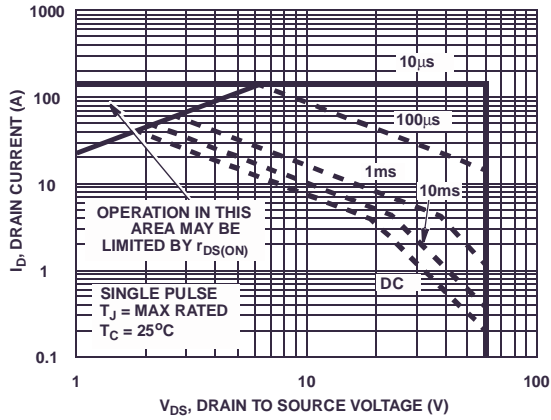 1000
10μs
100
100μs
1ms
10
10ms
OPERATION IN THIS
AREA MAY BE
LIMITED BY rDS(ON)
1
DC
SINGLE PULSE
TJ = MAX RATED
TC = 25°C
0.1
1
10
100
ID, DRAIN CURRENT (A)
VDS, DRAIN TO SOURCE VOLTAGE (V)